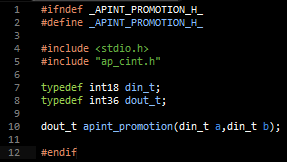 1 #ifndef _APINT_PROMOTION_H_
2 #define _APINT_PROMOTION_H_
3
4 #include <stdio.h>
5 #include "ap_cint.h"
6
7 typedef int18 din_t;
8 typedef int36 dout_t;
9
10 dout_t apint_promotion(din_t a,din_t b);
11
12 #endif